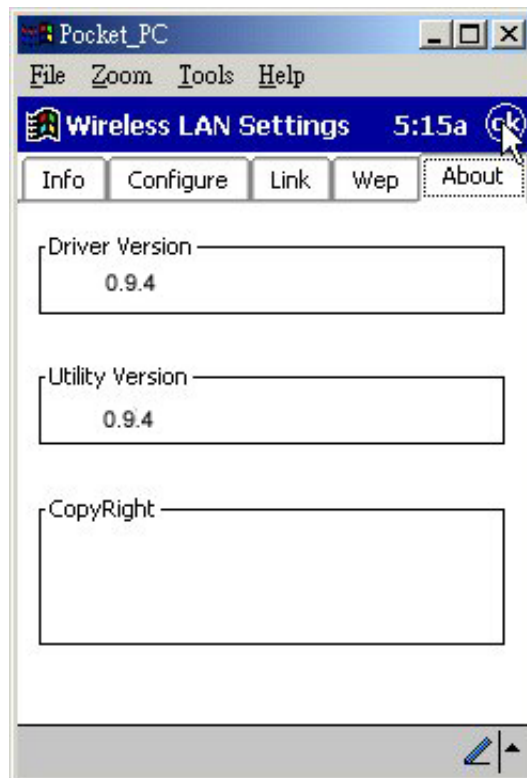 Pocket_PC
File Zoom Tools Help
Wireless LAN Settings 5:15a ok
Info Configure Link Wep About
Driver Version
0.9.4
Utility Version
0.9.4
CopyRight